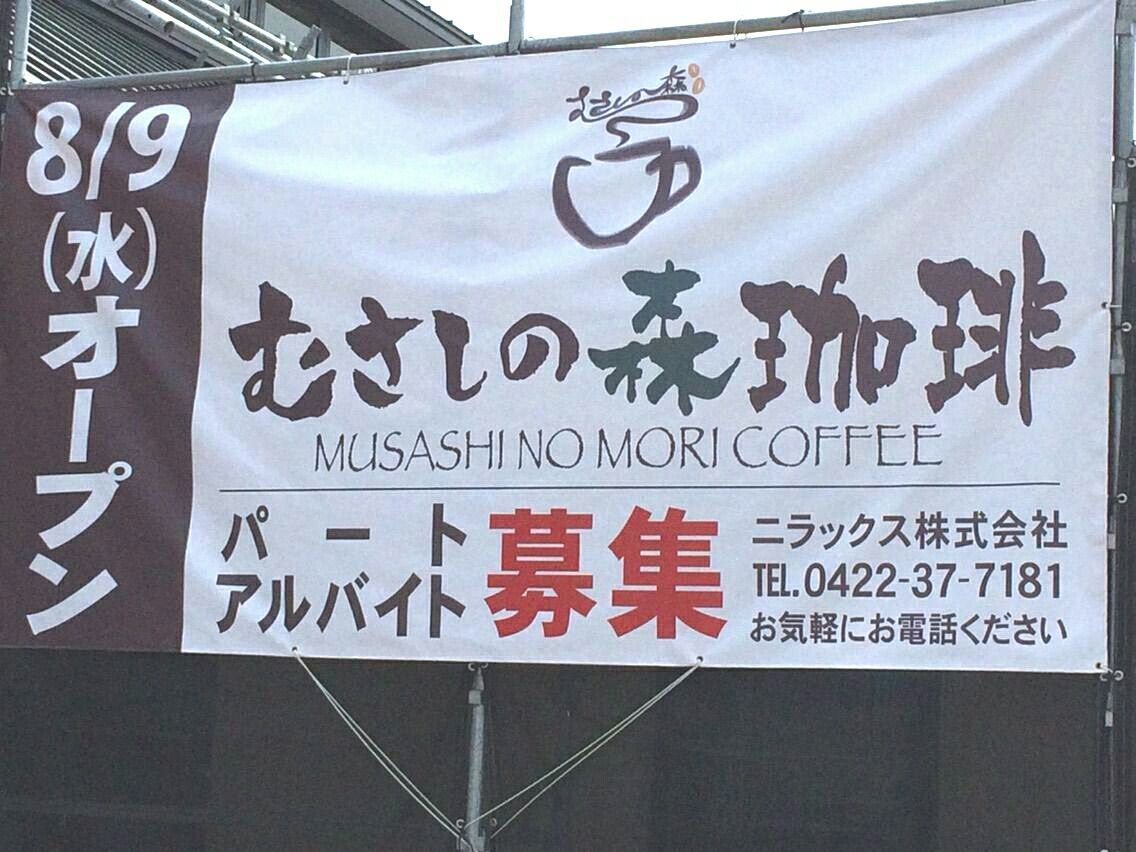 8/9
(水)
オープン
むさしの森
むさしの森珈琲
MUSASHI NO MORI COFFEE
パート
アルバイト
募集
ニラックス株式会社
TEL.0422-37-7181
お気軽にお電話ください